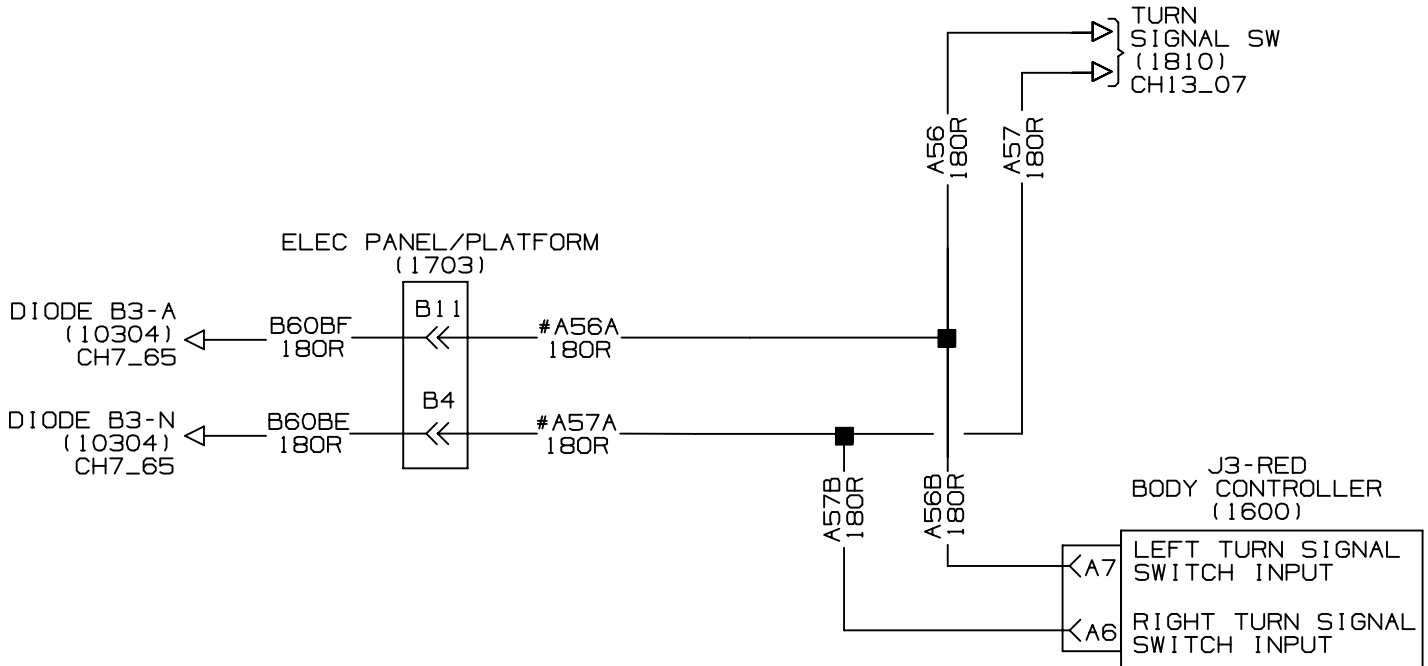 TURN
SIGNAL SW
(1810)
CH13_07
A56
180R
A57
180R
ELEC PANEL/PLATFORM
(1703)
DIODE B3-A
(10304)
CH7_65
B60BF
180R
B11
#A56A
180R
DIODE B3-N
(10304)
CH7_65
B60BE
180R
B4
#A57A
180R
A57B
180R
A56B
180R
J3-RED
BODY CONTROLLER
(1600)
A7
LEFT TURN SIGNAL
SWITCH INPUT
A6
RIGHT TURN SIGNAL
SWITCH INPUT